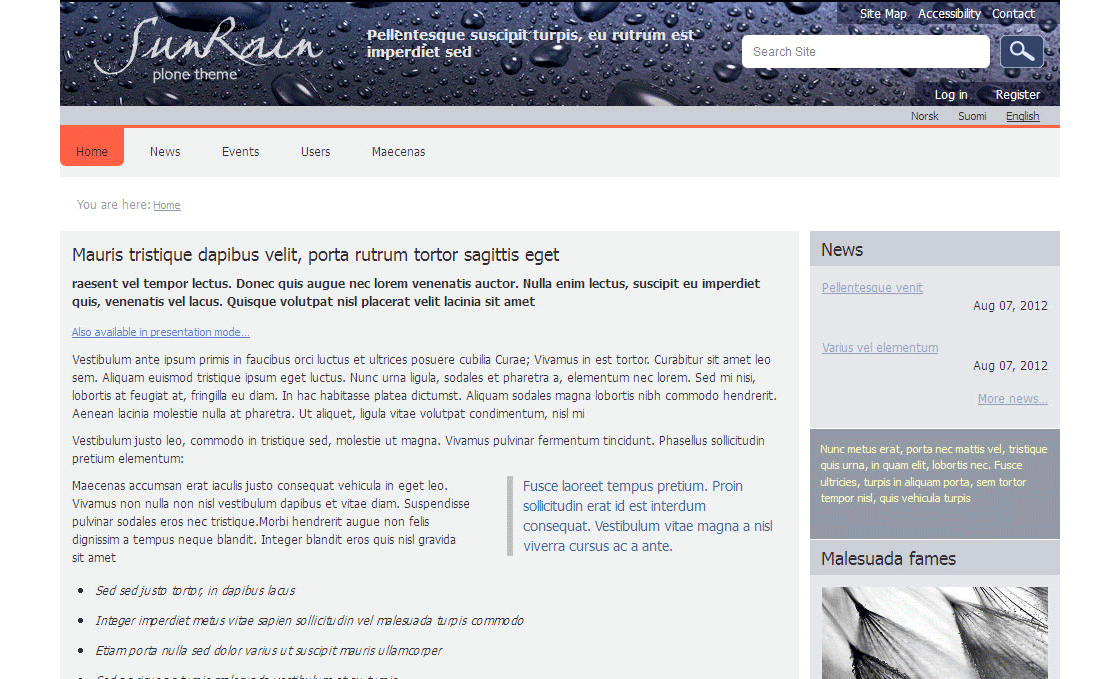 Site Map Accessibility Contact
SunRain
plone theme
Pellentesque suscipit turpis, eu rutrum est
imperdiet sed
Search Site
Log in Register
Norsk Suomi English
Home News Events Users Maecenas
You are here: Home
Mauris tristique dapibus velit, porta rutrum tortor sagittis eget
raesent vel tempor lectus. Donec quis augue nec lorem venenatis auctor. Nulla enim lectus, suscipit eu imperdiet
quis, venenatis vel lacus. Quisque volutpat nisl placerat velit lacinia sit amet
Also available in presentation mode...
Vestibulum ante ipsum primis in faucibus orci luctus et ultrices posuere cubilia Curae; Vivamus in est tortor. Curabitur sit amet leo
sem. Aliquam euismod tristique ipsum eget luctus. Nunc urna ligula, sodales et pharetra a, elementum nec lorem. Sed mi nisi,
lobortis at feugiat at, fringilla eu diam. In hac habitasse platea dictumst. Aliquam sodales magna lobortis nibh commodo hendrerit.
Aenean lacinia molestie nulla at pharetra. Ut aliquet, ligula vitae volutpat condimentum, nisl mi
Vestibulum justo leo, commodo in tristique sed, molestie ut magna. Vivamus pulvinar fermentum tincidunt. Phasellus sollicitudin
pretium elementum:
Maecenas accumsan erat iaculis justo consequat vehicula in eget leo.
Vivamus non nulla non nisl vestibulum dapibus et vitae diam. Suspendisse
pulvinar sodales eros nec tristique.Morbi hendrerit augue non felis
dignissim a tempus neque blandit. Integer blandit eros quis nisl gravida
sit amet
Fusce laoreet tempus pretium. Proin
sollicitudin erat id est interdum
consequat. Vestibulum vitae magna a nisl
viverra cursus ac a ante.
Sed sed justo tortor, in dapibus lacus
Integer imperdiet metus vitae sapien sollicitudin vel malesuada turpis commodo
Etiam porta nulla sed dolor varius ut suscipit mauris ullamcorper
News
Pellentesque venit
Aug 07, 2012
Varius vel elementum
Aug 07, 2012
More news...
Nunc metus erat, porta nec mattis vel, tristique
quis urna, in quam elit, lobortis nec. Fusce
ultricies, turpis in aliquam porta, sem tortor
tempor nisl, quis vehicula turpis
Malesuada fames